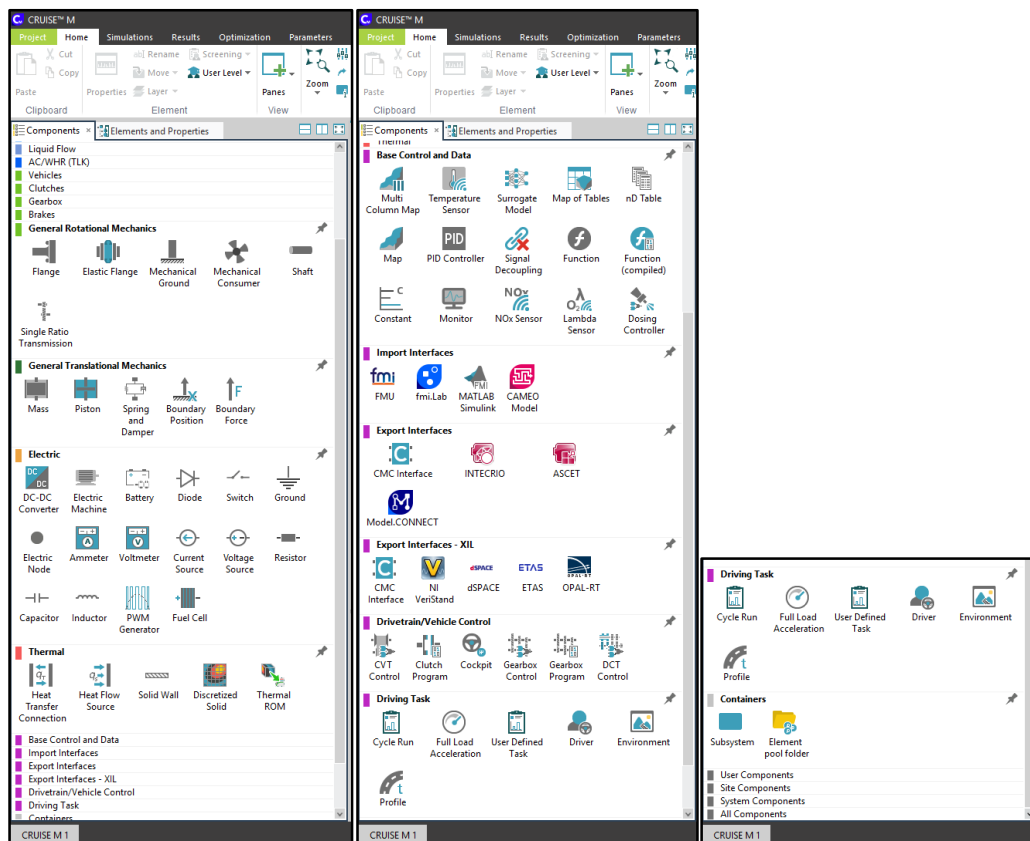 CRUISE™ M
Project Home Simulations Results Optimization Parameters
Cut
Copy
Paste
Clipboard
Properties
Rename
Move
Layer
Screening
User Level
Element
Panes
View
Zoom
Components × Elements and Properties
Liquid Flow
AC/WHR (TLK)
Vehicles
Clutches
Gearbox
Brakes
General Rotational Mechanics
Flange
Elastic Flange
Mechanical
Ground
Mechanical
Consumer
Shaft
Single Ratio
Transmission
General Translational Mechanics
Mass
Piston
Spring
and
Damper
Boundary
Position
Boundary
Force
Electric
DC-DC
Converter
Electric
Machine
Battery
Diode
Switch
Ground
Electric
Node
Ammeter
Voltmeter
Current
Source
Voltage
Source
Resistor
Capacitor
Inductor
PWM
Generator
Fuel Cell
Thermal
Heat
Transfer
Connection
Heat Flow
Source
Solid Wall
Discretized
Solid
Thermal
ROM
Base Control and Data
Import Interfaces
Export Interfaces
Export Interfaces - XIL
Drivetrain/Vehicle Control
Driving Task
Containers
CRUISE M 1
CRUISE™ M
Project Home Simulations Results Optimization Parameters
Cut
Copy
Paste
Clipboard
Properties
Rename
Move
Layer
Screening
User Level
Element
Panes
View
Zoom
Components × Elements and Properties
Thermal
Base Control and Data
Multi
Column Map
Temperature
Sensor
Surrogate
Model
Map of Tables
nD Table
Map
PID
PID Controller
Signal
Decoupling
Function
Function
(compiled)
Constant
Monitor
NOx
NOx Sensor
Lambda
Sensor
Dosing
Controller
Import Interfaces
fmi
FMU
fmi.Lab
FMI
MATLAB
Simulink
CAMEO
Model
Export Interfaces
CMC Interface
INTECRIO
ASCET
Model.CONNECT
Export Interfaces - XIL
CMC
Interface
NI
VeriStand
dSPACE
dSPACE
ETAS
ETAS
OPAL-RT
OPAL-RT
Drivetrain/Vehicle Control
CVT
Control
Clutch
Program
Cockpit
Gearbox
Control
Gearbox
Program
DCT
Control
Driving Task
Cycle Run
Full Load
Acceleration
User Defined
Task
Driver
Environment
Profile
CRUISE M 1
Driving Task
Cycle Run
Full Load
Acceleration
User Defined
Task
Driver
Environment
Profile
Containers
Subsystem
Element
pool folder
User Components
Site Components
System Components
All Components
CRUISE M 1